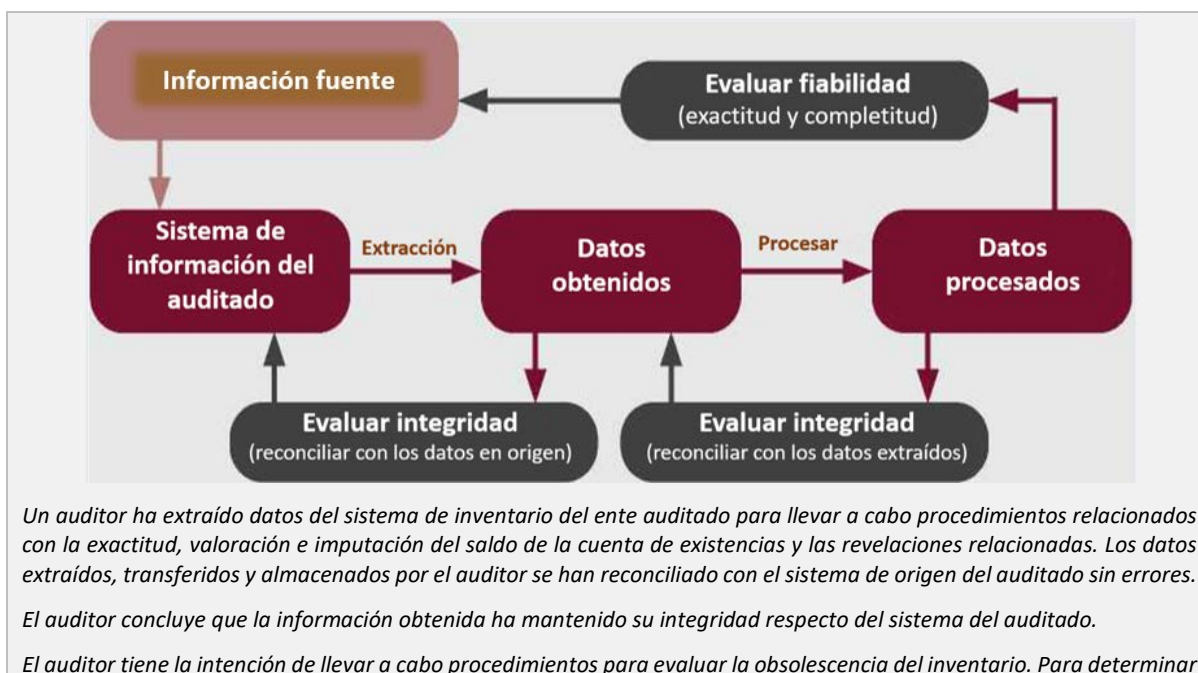 Información fuente
Evaluar fiabilidad
(exactitud y completitud)
Sistema de
información del
auditado
Extracción
Datos
obtenidos
Procesar
Datos
procesados
Evaluar integridad
(reconciliar con los datos en origen)
Evaluar integridad
(reconciliar con los datos extraídos)
Un auditor ha extraído datos del sistema de inventario del ente auditado para llevar a cabo procedimientos relacionados
con la exactitud, valoración e imputación del saldo de la cuenta de existencias y las revelaciones relacionadas. Los datos
extraídos, transferidos y almacenados por el auditor se han reconciliado con el sistema de origen del auditado sin errores.
El auditor concluye que la información obtenida ha mantenido su integridad respecto del sistema del auditado.
El auditor tiene la intención de llevar a cabo procedimientos para evaluar la obsolescencia del inventario. Para determinar